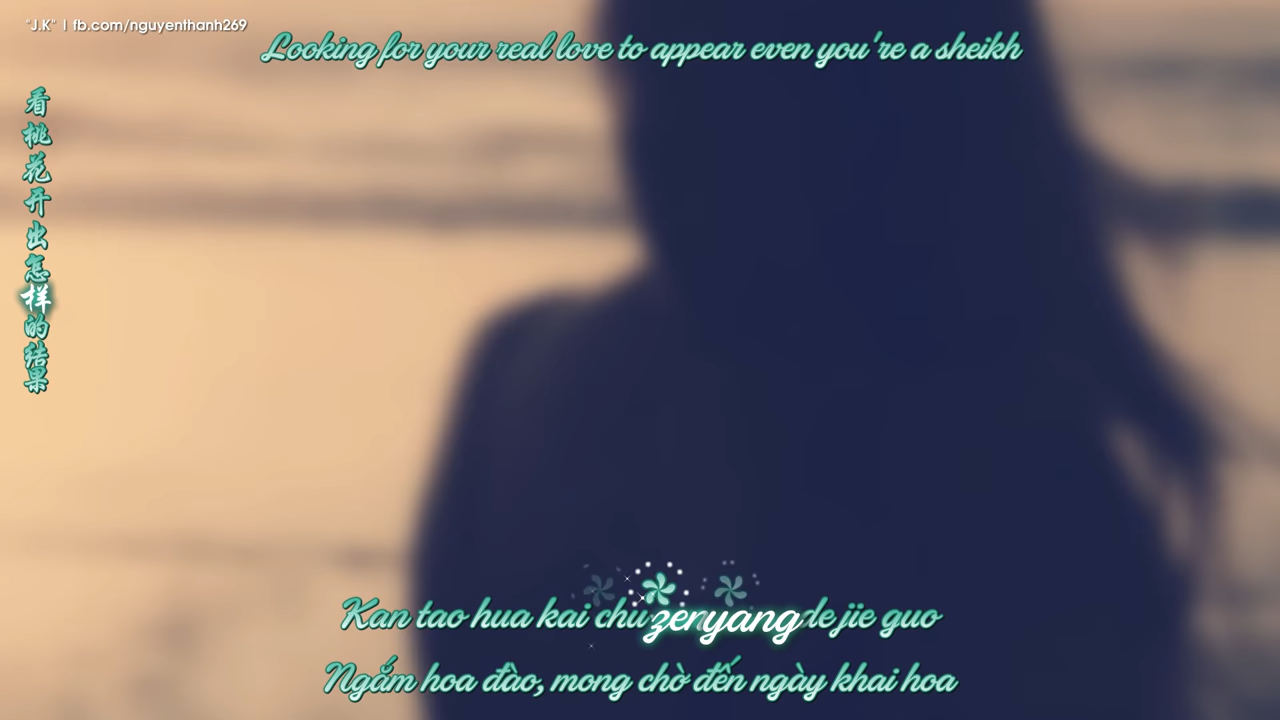 "J.K" | fb.com/nguyenthanh269
Looking for your real love to appear even you're a sheikh
看桃花开出怎样的结果
Kan tao hua kai chu zenyang de jie guo
Ngắm hoa đào, mong chờ đến ngày khai hoa